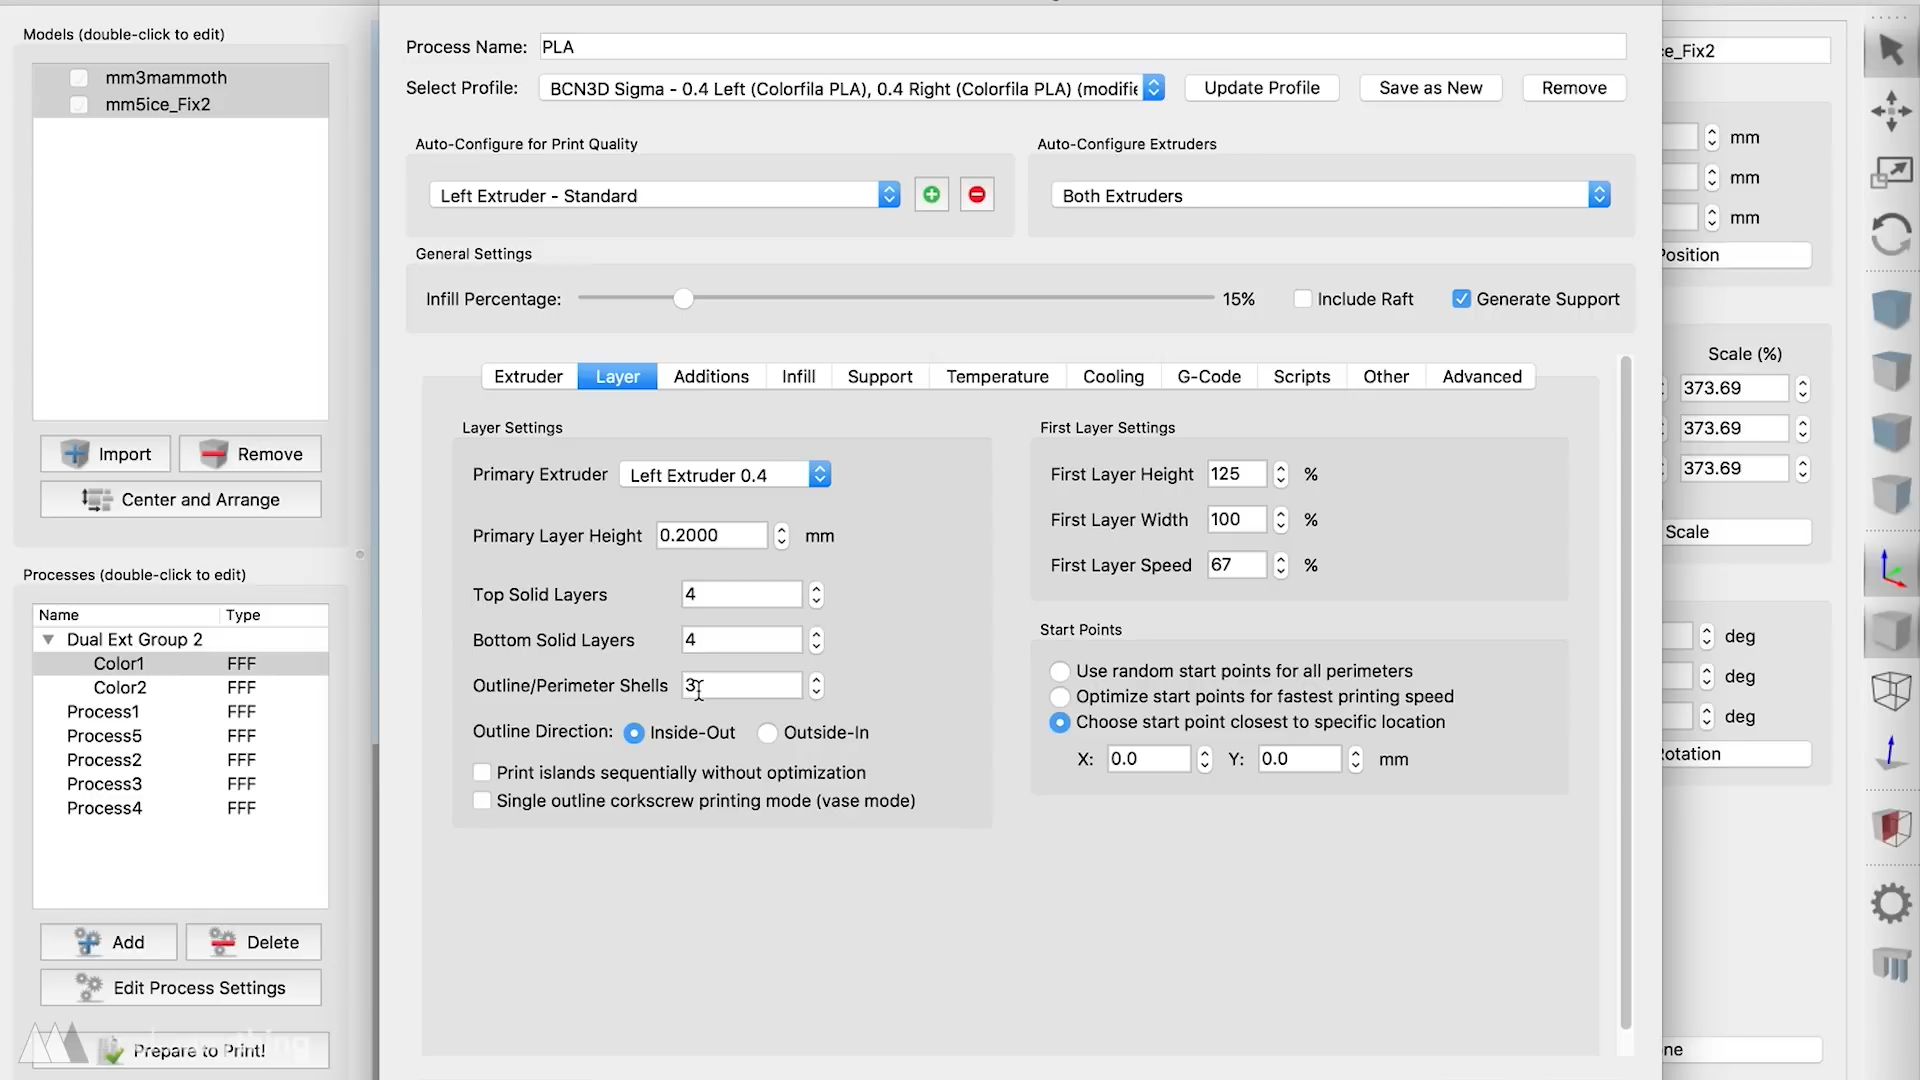 Models (double-click to edit)
mm3mammoth
mm5ice_Fix2
Import
Remove
Center and Arrange
Processes (double-click to edit)
Name Type
Dual Ext Group 2
Color1 FFF
Color2 FFF
Process1 FFF
Process5 FFF
Process2 FFF
Process3 FFF
Process4 FFF
Add
Delete
Edit Process Settings
Prepare to Print!
Process Name: PLA
Select Profile: BCN3D Sigma - 0.4 Left (Colorfila PLA), 0.4 Right (Colorfila PLA) (modifie
Update Profile
Save as New
Remove
Auto-Configure for Print Quality
Left Extruder - Standard
Auto-Configure Extruders
Both Extruders
General Settings
Infill Percentage: 15%
Include Raft
Generate Support
Extruder Layer Additions Infill Support Temperature Cooling G-Code Scripts Other Advanced
Layer Settings
Primary Extruder Left Extruder 0.4
Primary Layer Height 0.2000 mm
Top Solid Layers 4
Bottom Solid Layers 4
Outline/Perimeter Shells 3
Outline Direction: Inside-Out Outside-In
Print islands sequentially without optimization
Single outline corkscrew printing mode (vase mode)
First Layer Settings
First Layer Height 125 %
First Layer Width 100 %
First Layer Speed 67 %
Start Points
Use random start points for all perimeters
Optimize start points for fastest printing speed
Choose start point closest to specific location
X: 0.0 Y: 0.0 mm
ce_Fix2
mm
mm
mm
Position
Scale (%)
373.69
373.69
373.69
Scale
deg
deg
deg
otation
ne